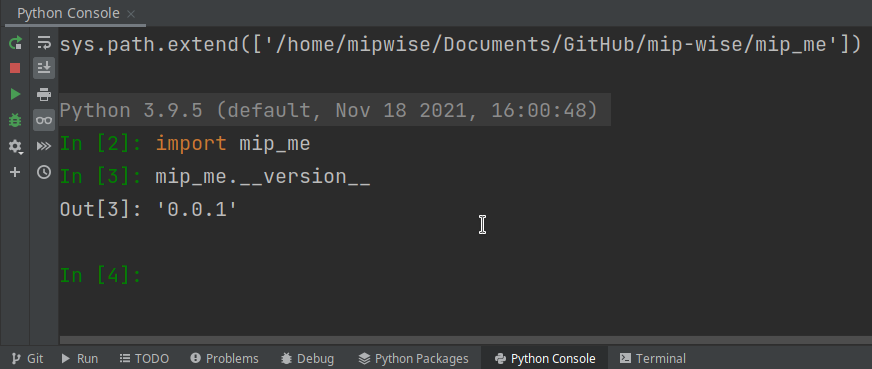 Python Console
sys.path.extend(['/home/mipwise/Documents/GitHub/mip-wise/mip_me'])
Python 3.9.5 (default, Nov 18 2021, 16:00:48)
In [2]: import mip_me
In [3]: mip_me.__version__
Out[3]: '0.0.1'
In [4]:
Git Run TODO Problems Debug Python Packages Python Console Terminal